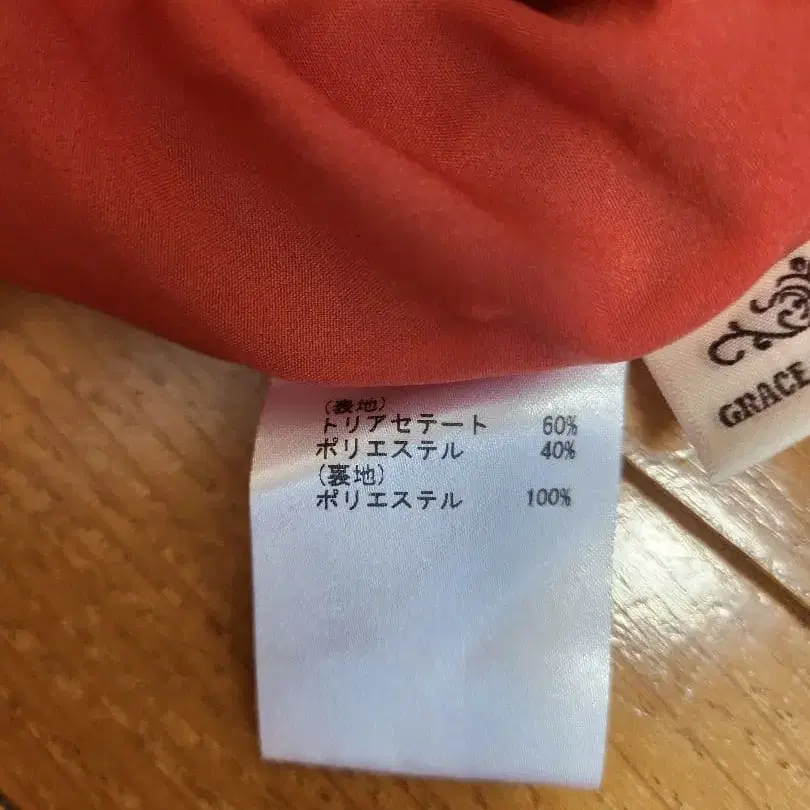 (表地)
トリアセテート 60%
ポリエステル 40%
(裏地)
ポリエステル 100%
GRACE